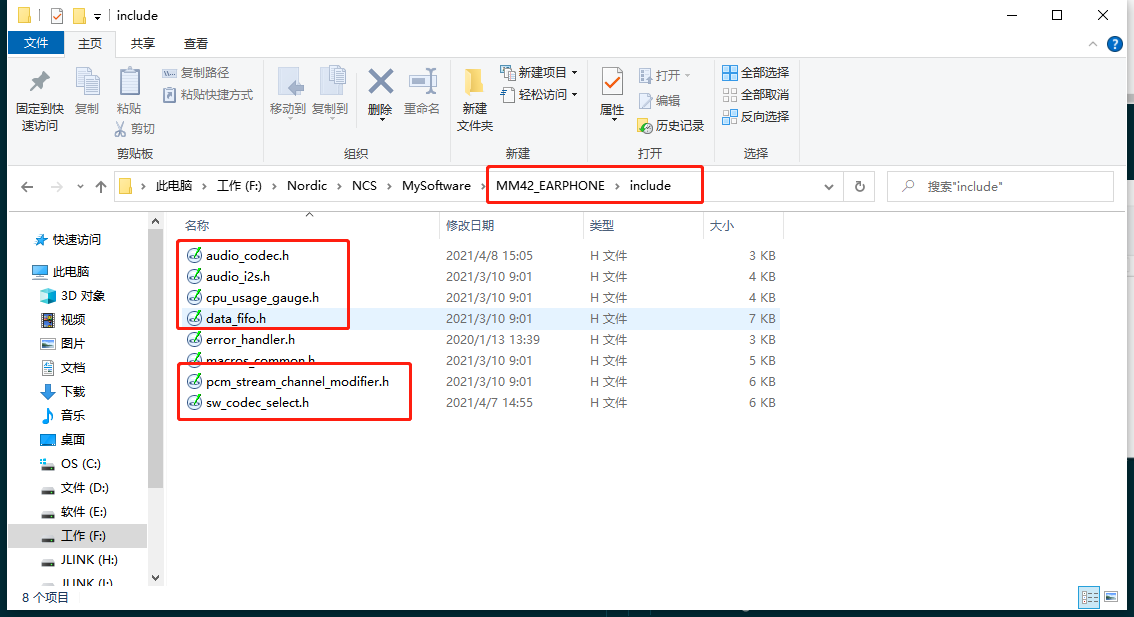 include
文件 主页 共享 查看
固定到快速访问
复制
粘贴
复制路径
粘贴快捷方式
剪切
剪贴板
移动到
复制到
删除
重命名
组织
新建文件夹
新建项目
轻松访问
新建
属性
打开
编辑
历史记录
打开
全部选择
全部取消
反向选择
选择
此电脑 › 工作 (F:) › Nordic › NCS › MySoftware › MM42_EARPHONE › include
搜索"include"
快速访问
此电脑
3D 对象
视频
图片
文档
下载
音乐
桌面
OS (C:)
文件 (D:)
软件 (E:)
工作 (F:)
JLINK (H:)
JLINK (I:)
名称 修改日期 类型 大小
audio_codec.h 2021/4/8 15:05 H 文件 3 KB
audio_i2s.h 2021/3/10 9:01 H 文件 4 KB
cpu_usage_gauge.h 2021/3/10 9:01 H 文件 4 KB
data_fifo.h 2021/3/10 9:01 H 文件 7 KB
error_handler.h 2020/1/13 13:39 H 文件 3 KB
macros_common.h 2021/3/10 9:01 H 文件 5 KB
pcm_stream_channel_modifier.h 2021/3/10 9:01 H 文件 6 KB
sw_codec_select.h 2021/4/7 14:55 H 文件 6 KB
8 个项目